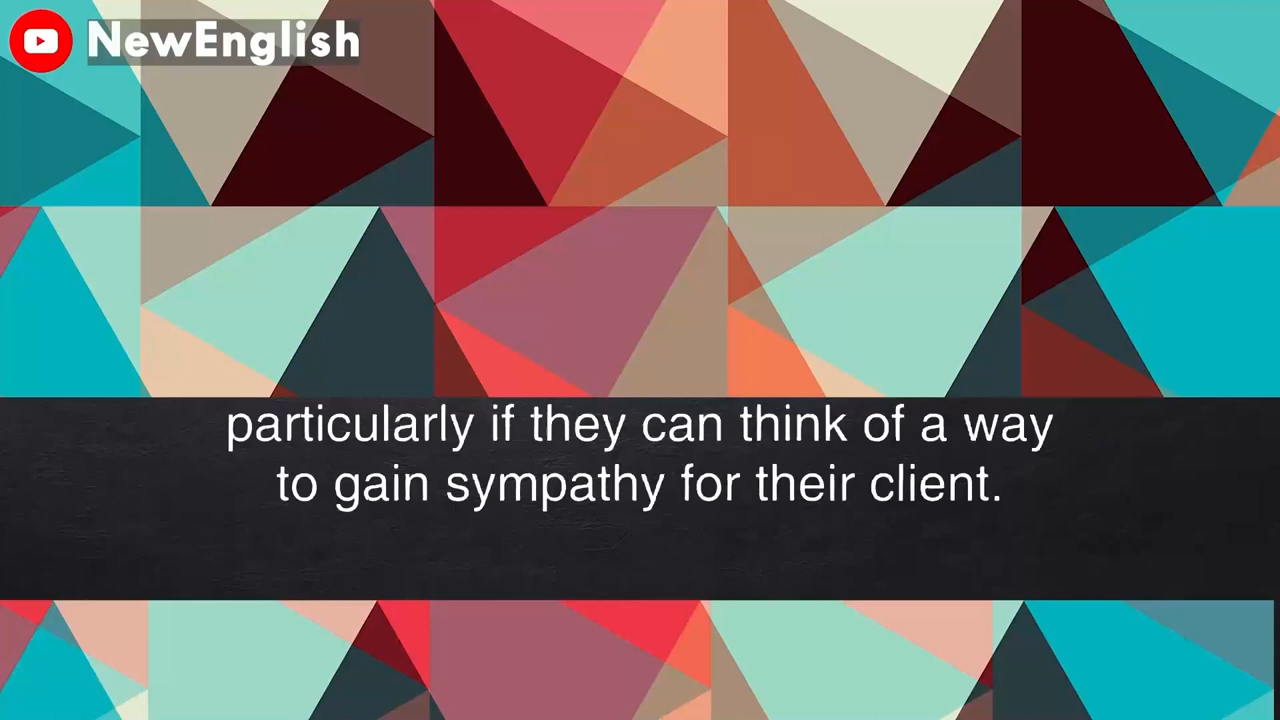 NewEnglish
particularly if they can think of a way
to gain sympathy for their client.